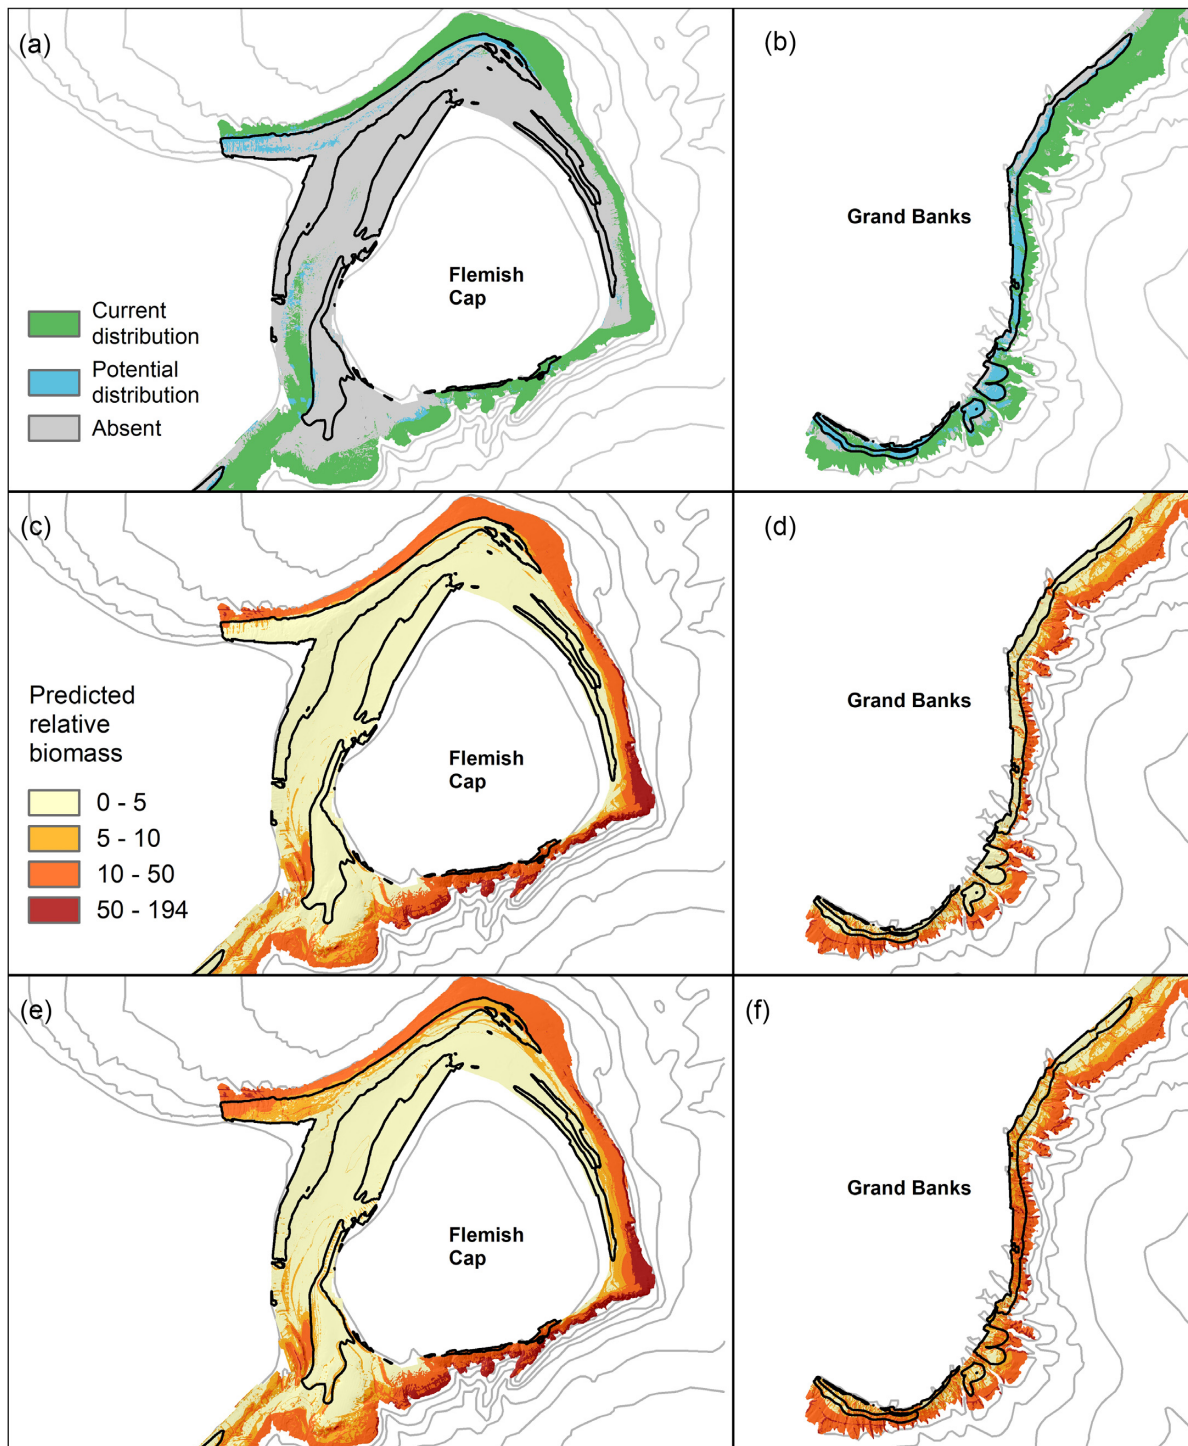 (a)
Flemish
Cap
Current
distribution
Potential
distribution
Absent
(b)
Grand Banks
(c)
Flemish
Cap
Predicted
relative
biomass
0 - 5
5 - 10
10 - 50
50 - 194
(d)
Grand Banks
(e)
Flemish
Cap
(f)
Grand Banks